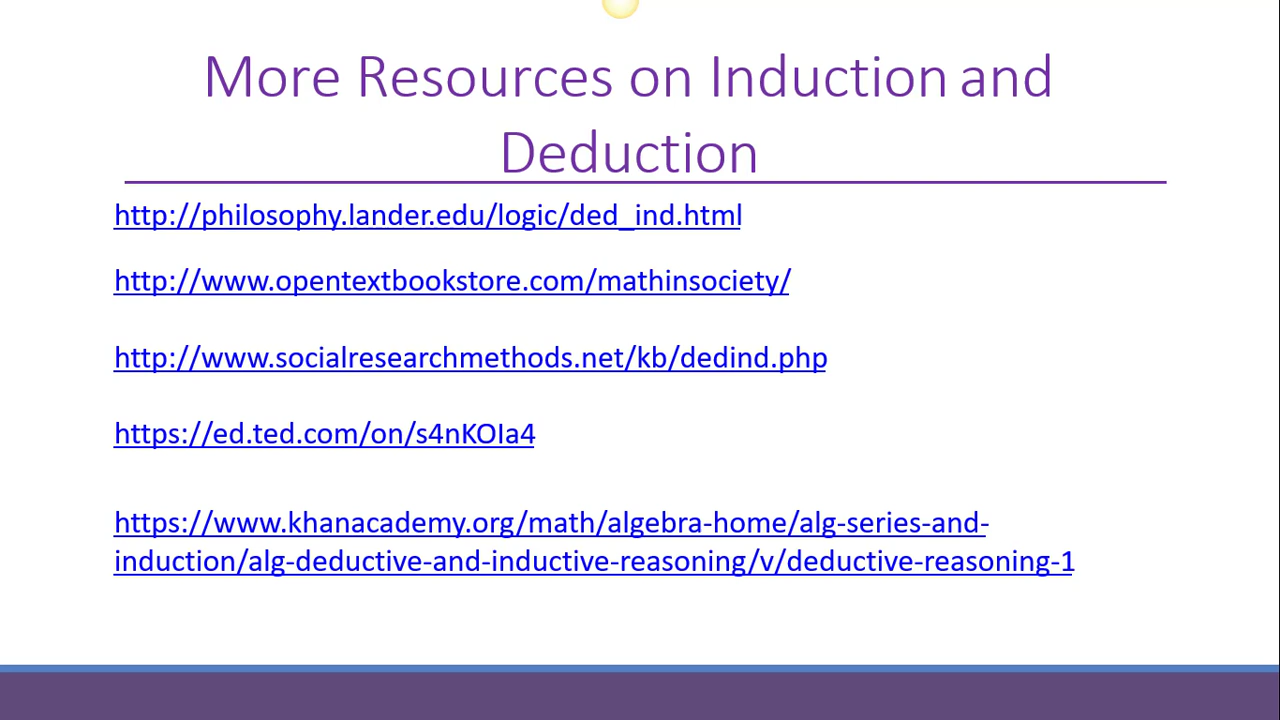 More Resources on Induction and
Deduction
http://philosophy.lander.edu/logic/ded_ind.html
http://www.opentextbookstore.com/mathinsociety/
http://www.socialresearchmethods.net/kb/dedind.php
https://ed.ted.com/on/s4nKOIa4
https://www.khanacademy.org/math/algebra-home/alg-series-and-
induction/alg-deductive-and-inductive-reasoning/v/deductive-reasoning-1